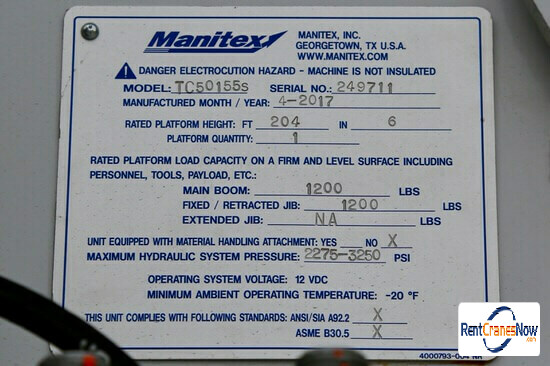 Manitex
MANITEX, INC.
GEORGETOWN, TX U.S.A.
WWW.MANITEX.COM
DANGER ELECTROCUTION HAZARD - MACHINE IS NOT INSULATED
MODEL: TC50155s SERIAL NO.: 249711
MANUFACTURED MONTH / YEAR: 4-2017
RATED PLATFORM HEIGHT: FT 204 IN 6
PLATFORM QUANTITY: 1
RATED PLATFORM LOAD CAPACITY ON A FIRM AND LEVEL SURFACE INCLUDING
PERSONNEL, TOOLS, PAYLOAD, ETC.:
MAIN BOOM: 1200 LBS
FIXED / RETRACTED JIB: 1200 LBS
EXTENDED JIB: NA LBS
UNIT EQUIPPED WITH MATERIAL HANDLING ATTACHMENT: YES NO X
MAXIMUM HYDRAULIC SYSTEM PRESSURE: 2275-3250 PSI
OPERATING SYSTEM VOLTAGE: 12 VDC
MINIMUM AMBIENT OPERATING TEMPERATURE: -20 °F
THIS UNIT COMPLIES WITH FOLLOWING STANDARDS: ANSI/SIA A92.2 X
ASME B30.5 X
4000793-004 NR
RentCranesNow
.com